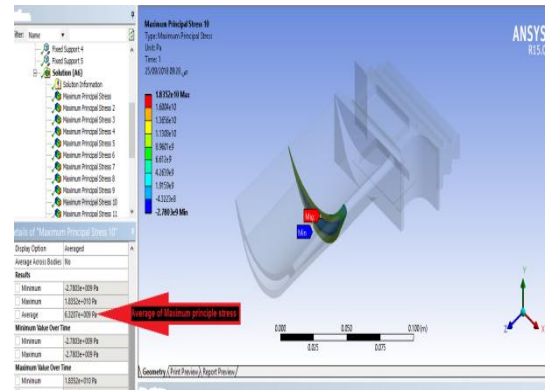 Filter: Name
Fixed Support 4
Fixed Support 5
Solution (A6)
Solution Information
Maximum Principal Stress
Maximum Principal Stress 2
Maximum Principal Stress 3
Maximum Principal Stress 4
Maximum Principal Stress 5
Maximum Principal Stress 6
Maximum Principal Stress 7
Maximum Principal Stress 8
Maximum Principal Stress 9
Maximum Principal Stress 10
Maximum Principal Stress 11
Details of "Maximum Principal Stress 10"
Display Option Averaged
Average Across Bodies No
Results
Minimum -2.7803e+009 Pa
Maximum 1.8352e+010 Pa
Average 6.3207e+009 Pa
Minimum Value Over Time
Minimum -2.7803e+009 Pa
Maximum -2.7803e+009 Pa
Maximum Value Over Time
Minimum 1.8352e+010 Pa
Average of Maximum principle stress
Maximum Principal Stress 10
Type: Maximum Principal Stress
Unit: Pa
Time: 1
25/09/2018 09:20
1.8352e10 Max
1.6004e10
1.3656e10
1.1308e10
8.9601e9
6.612e9
4.2639e9
1.9159e9
-4.3223e8
-2.7803e9 Min
ANSYS
R15.0
Max
Min
Y
Z
X
0.000
0.050
0.100 (m)
0.025
0.075
Geometry
Print Preview
Report Preview